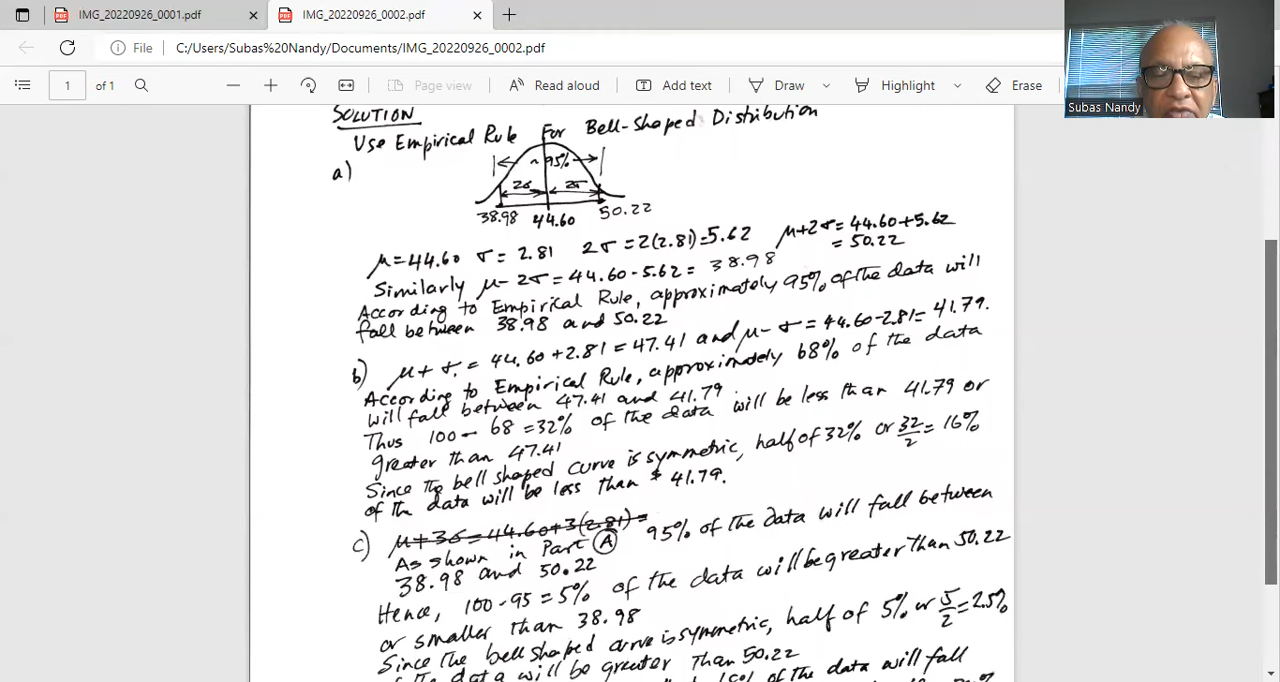 IMG_20220926_0001.pdf
IMG_20220926_0002.pdf
File
C:/Users/Subas%20Nandy/Documents/IMG_20220926_0002.pdf
1 of 1
Page view
Read aloud
Add text
Draw
Highlight
Erase
Subas Nandy
SOLUTION
Use Empirical Rule For Bell-Shaped Distribution
a)
~ 95%
2σ 2σ
38.98 44.60 50.22
μ = 44.60 σ = 2.81 2σ = 2(2.81) = 5.62 μ+2σ = 44.60+5.62
= 50.22
Similarly μ - 2σ = 44.60 - 5.62 = 38.98
According to Empirical Rule, approximately 95% of the data will
fall between 38.98 and 50.22
b) μ + σ = 44.60 + 2.81 = 47.41 and μ - σ = 44.60 - 2.81 = 41.79.
According to Empirical Rule, approximately 68% of the data
will fall between 47.41 and 41.79
Thus 100 - 68 = 32% of the data will be less than 41.79 or
greater than 47.41
Since the bell shaped curve is symmetric, half of 32% or 32/2 = 16%
of the data will be less than $ 41.79.
c) μ + 3σ = 44.60 + 3(2.81) =
As shown in Part A 95% of the data will fall between
38.98 and 50.22
Hence, 100 - 95 = 5% of the data will be greater than 50.22
or smaller than 38.98
Since the bell shaped curve is symmetric, half of 5% or 5/2 = 2.5%
of the data will be greater than 50.22
of the data will fall